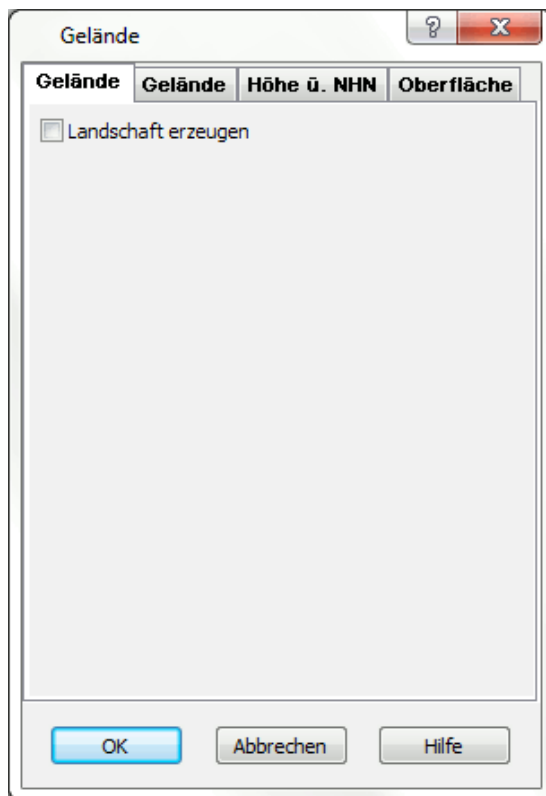 Gelände
Gelände Gelände Höhe ü. NHN Oberfläche
Landschaft erzeugen
OK Abbrechen Hilfe